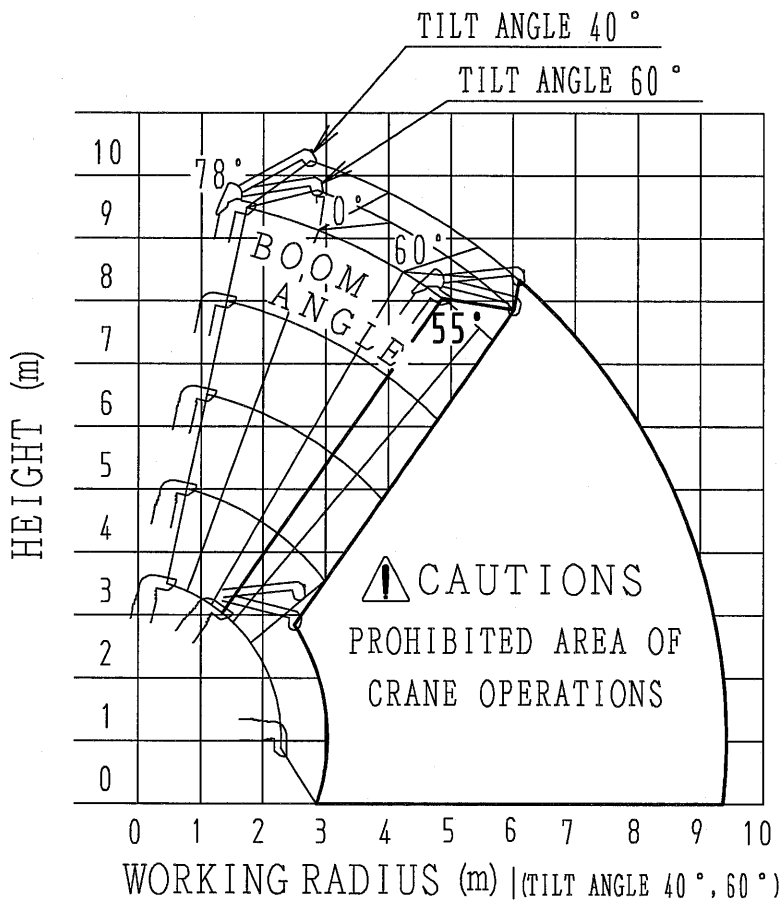 TILT ANGLE 40°
TILT ANGLE 60°
10
9
8
7
6
5
4
3
2
1
0
78°
70°
60°
55°
BOOM
ANGLE
HEIGHT (m)
CAUTIONS
PROHIBITED AREA OF
CRANE OPERATIONS
0 1 2 3 4 5 6 7 8 9 10
WORKING RADIUS (m) (TILT ANGLE 40°, 60°)